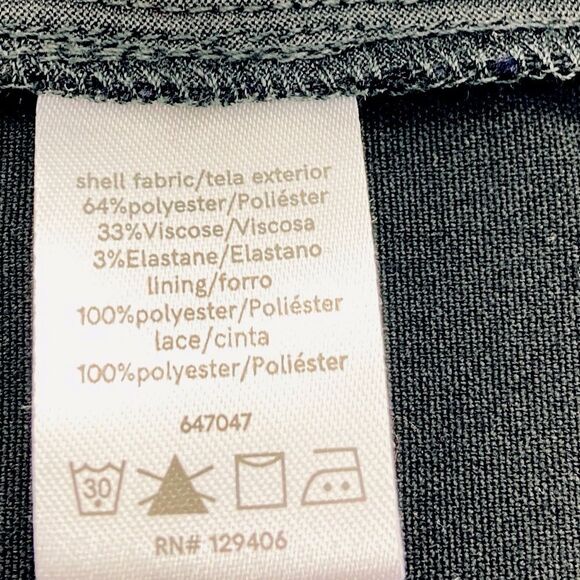 shell fabric/tela exterior
64%polyester/Poliéster
33%Viscose/Viscosa
3%Elastane/Elastano
lining/forro
100%polyester/Poliéster
lace/cinta
100%polyester/Poliéster
647047
30
RN# 129406